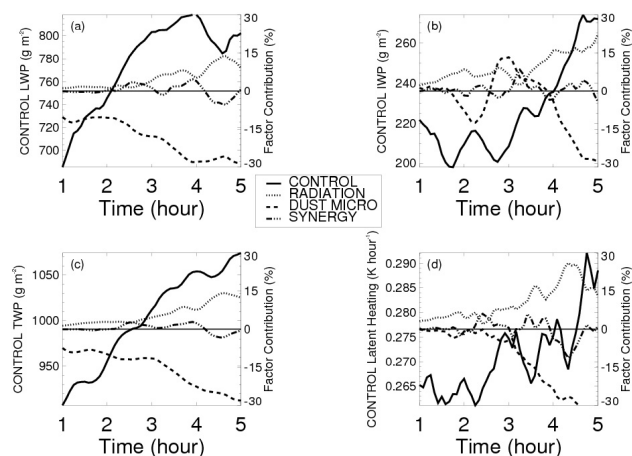 (a)
CONTROL LWP (g m-2)
800
780
760
740
720
700
30
15
0
-15
-30
Factor Contribution (%)
1 2 3 4 5
Time (hour)
(b)
CONTROL IWP (g m-2)
260
240
220
200
30
15
0
-15
-30
Factor Contribution (%)
1 2 3 4 5
Time (hour)
CONTROL
RADIATION
DUST MICRO
SYNERGY
(c)
CONTROL TWP (g m-2)
1050
1000
950
30
15
0
-15
-30
Factor Contribution (%)
1 2 3 4 5
Time (hour)
(d)
CONTROL Latent Heating (K hour-1)
0.290
0.285
0.280
0.275
0.270
0.265
30
15
0
-15
-30
Factor Contribution (%)
1 2 3 4 5
Time (hour)